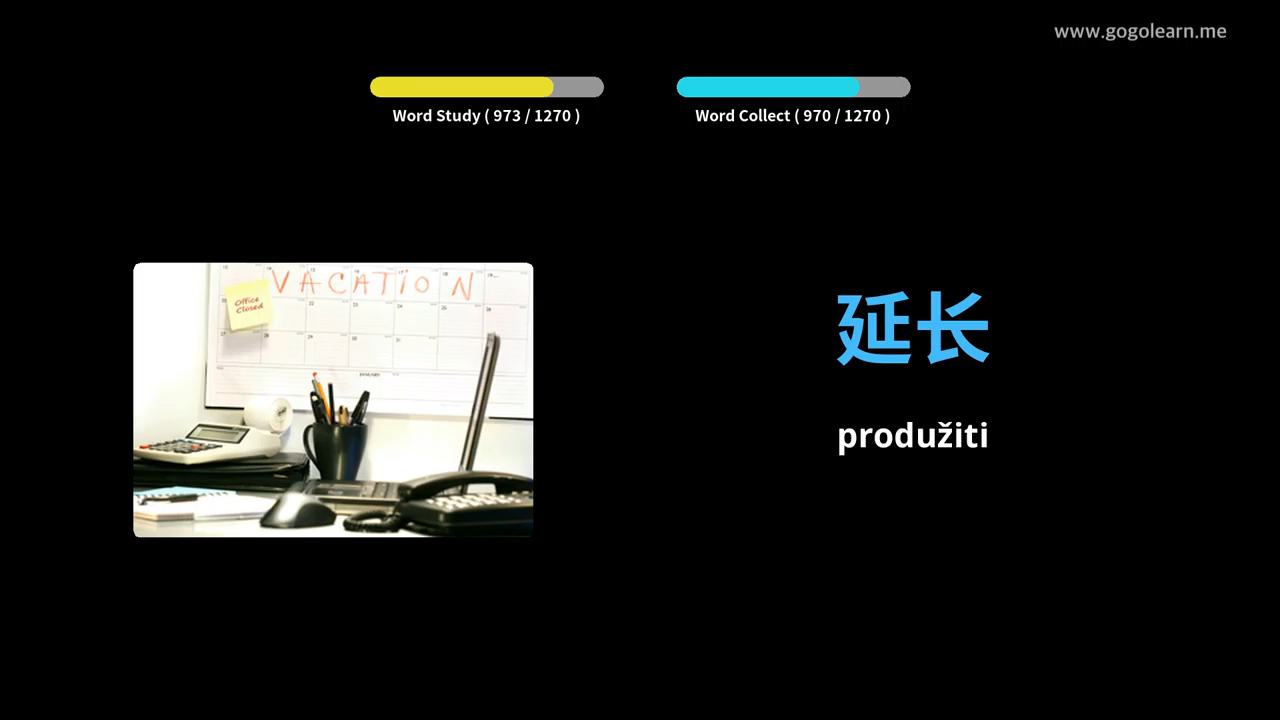 www.gogolearn.me
Word Study ( 973 / 1270 )
Word Collect ( 970 / 1270 )
VACATION
Office
Closed
延长
produžiti